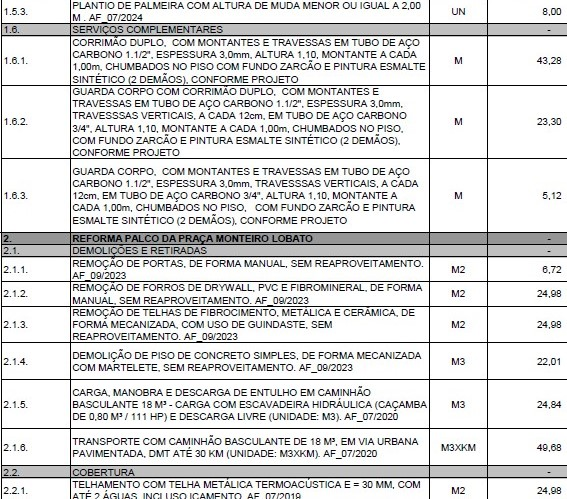 1.5.3. PLANTIO DE PALMEIRA COM ALTURA DE MUDA MENOR OU IGUAL A 2,00 UN 8,00
M . AF_07/2024
1.6. SERVIÇOS COMPLEMENTARES -
CORRIMÃO DUPLO, COM MONTANTES E TRAVESSAS EM TUBO DE AÇO
1.6.1. CARBONO 1.1/2", ESPESSURA 3,0mm, ALTURA 1,10, MONTANTE A CADA M 43,28
1,00m, CHUMBADOS NO PISO COM FUNDO ZARCÃO E PINTURA ESMALTE
SINTÉTICO (2 DEMÃOS), CONFORME PROJETO
GUARDA CORPO COM CORRIMÃO DUPLO, COM MONTANTES E
TRAVESSAS EM TUBO DE AÇO CARBONO 1.1/2", ESPESSURA 3,0mm,
1.6.2. TRAVESSSAS VERTICAIS, A CADA 12cm, EM TUBO DE AÇO CARBONO M 23,30
3/4", ALTURA 1,10, MONTANTE A CADA 1,00m, CHUMBADOS NO PISO,
COM FUNDO ZARCÃO E PINTURA ESMALTE SINTÉTICO (2 DEMÃOS),
CONFORME PROJETO
GUARDA CORPO, COM MONTANTES E TRAVESSAS EM TUBO DE AÇO
CARBONO 1.1/2", ESPESSURA 3,0mm, TRAVESSSAS VERTICAIS, A CADA
1.6.3. 12cm, EM TUBO DE AÇO CARBONO 3/4", ALTURA 1,10, MONTANTE A M 5,12
CADA 1,00m, CHUMBADOS NO PISO, COM FUNDO ZARCÃO E PINTURA
ESMALTE SINTÉTICO (2 DEMÃOS), CONFORME PROJETO
2. REFORMA PALCO DA PRAÇA MONTEIRO LOBATO -
2.1. DEMOLIÇÕES E RETIRADAS -
2.1.1. REMOÇÃO DE PORTAS, DE FORMA MANUAL, SEM REAPROVEITAMENTO. M2 6,72
AF_09/2023
2.1.2. REMOÇÃO DE FORROS DE DRYWALL, PVC E FIBROMINERAL, DE FORMA M2 24,98
MANUAL, SEM REAPROVEITAMENTO. AF_09/2023
REMOÇÃO DE TELHAS DE FIBROCIMENTO, METÁLICA E CERÂMICA, DE
2.1.3. FORMA MECANIZADA, COM USO DE GUINDASTE, SEM M2 24,98
REAPROVEITAMENTO. AF_09/2023
2.1.4. DEMOLIÇÃO DE PISO DE CONCRETO SIMPLES, DE FORMA MECANIZADA M3 22,01
COM MARTELETE, SEM REAPROVEITAMENTO. AF_09/2023
CARGA, MANOBRA E DESCARGA DE ENTULHO EM CAMINHÃO
2.1.5. BASCULANTE 18 M³ - CARGA COM ESCAVADEIRA HIDRÁULICA (CAÇAMBA M3 24,84
DE 0,80 M³ / 111 HP) E DESCARGA LIVRE (UNIDADE: M3). AF_07/2020
2.1.6. TRANSPORTE COM CAMINHÃO BASCULANTE DE 18 M³, EM VIA URBANA M3XKM 49,68
PAVIMENTADA, DMT ATÉ 30 KM (UNIDADE: M3XKM). AF_07/2020
2.2. COBERTURA -
2.2.1. TELHAMENTO COM TELHA METÁLICA TERMOACÚSTICA E = 30 MM, COM M2 24,98
ATÉ 2 ÁGUAS, INCLUSO IÇAMENTO. AF_07/2019